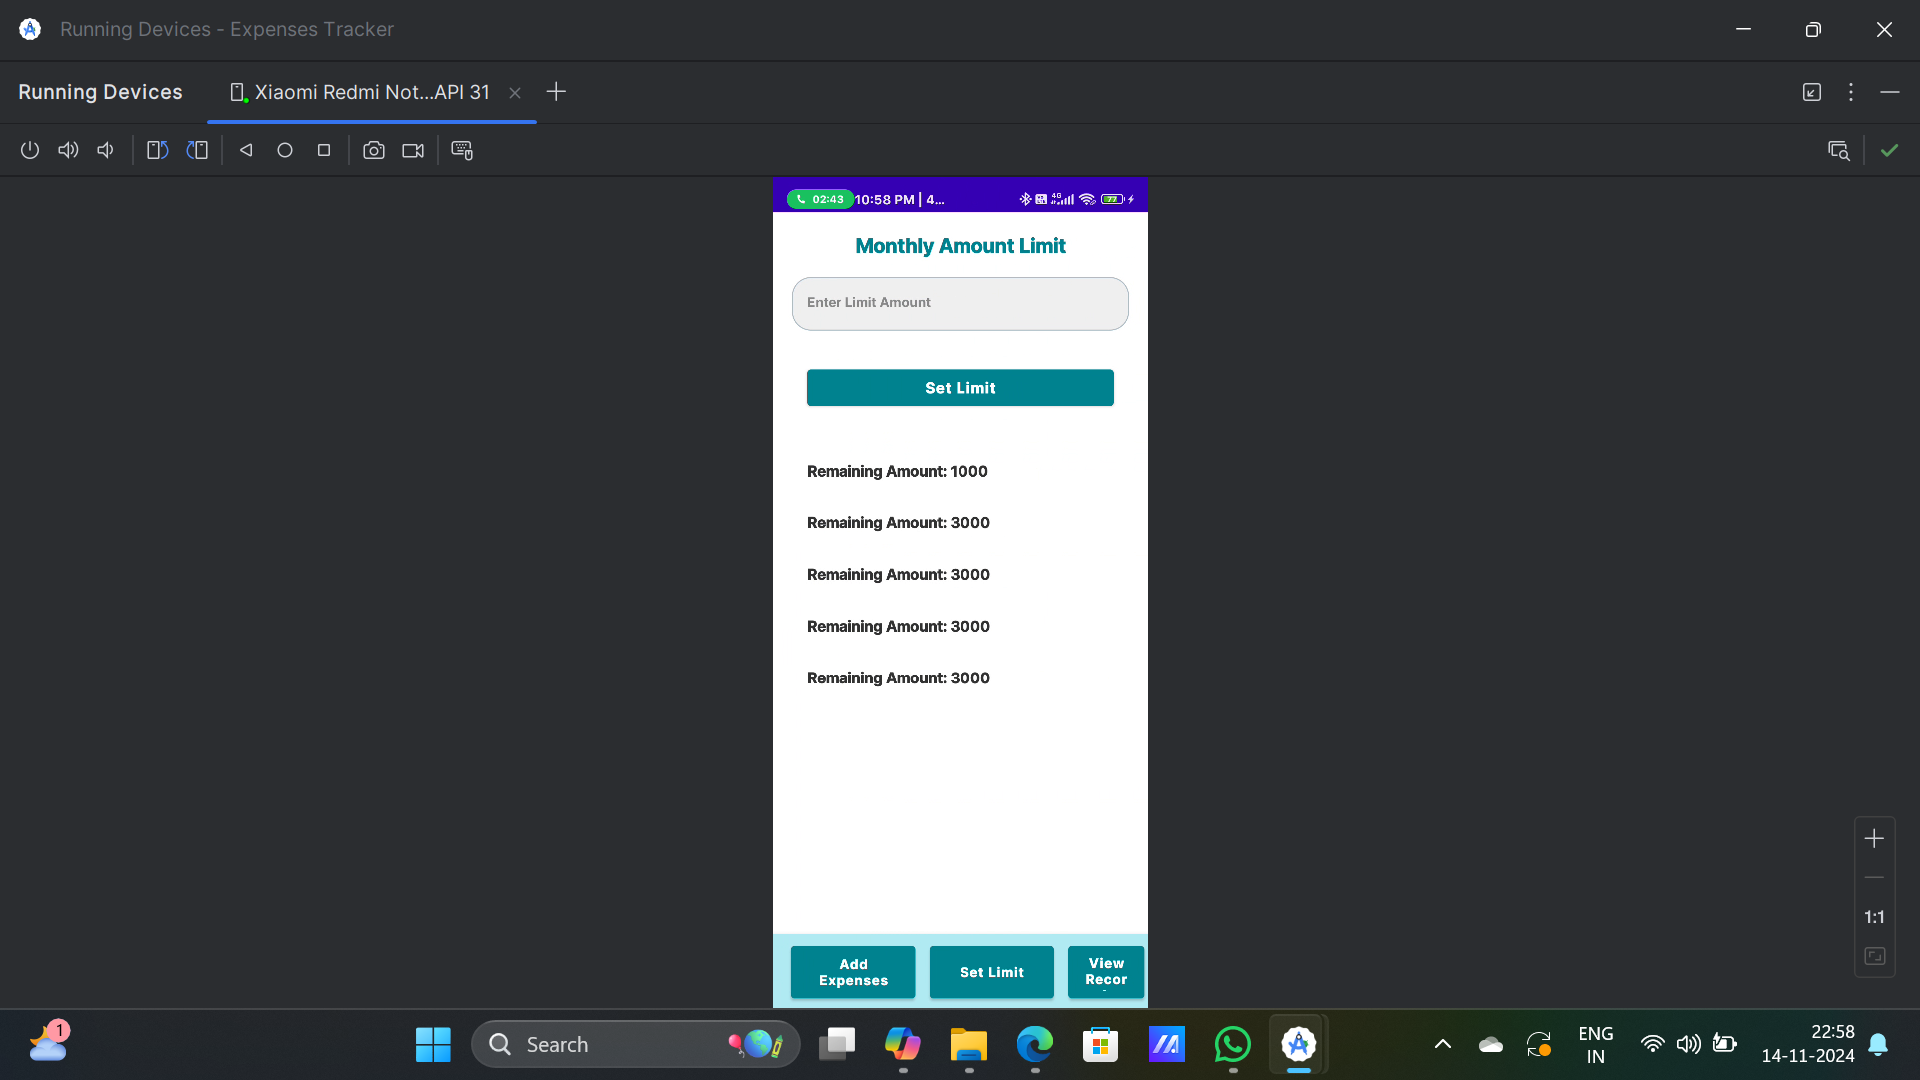 Running Devices - Expenses Tracker
Running Devices
Xiaomi Redmi Not...API 31
02:43 10:58 PM | 4...
4G
77
Monthly Amount Limit
Enter Limit Amount
Set Limit
Remaining Amount: 1000
Remaining Amount: 3000
Remaining Amount: 3000
Remaining Amount: 3000
Remaining Amount: 3000
Add
Expenses
Set Limit
View
Recor
1:1
1
Search
ENG
IN
22:58
14-11-2024